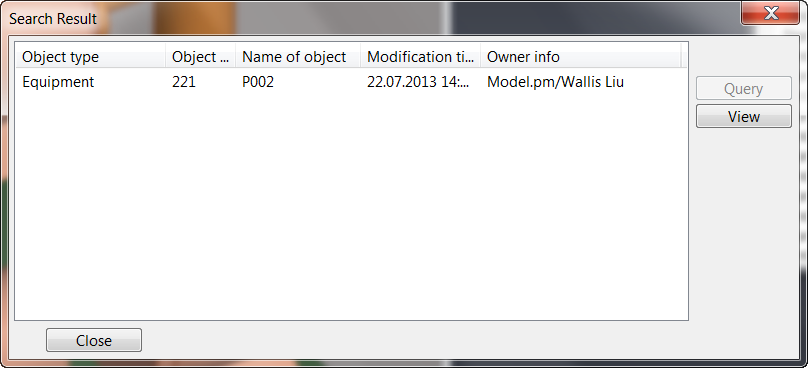 Search Result
Object type Object ... Name of object Modification ti... Owner info
Equipment 221 P002 22.07.2013 14:... Model.pm/Wallis Liu
Query
View
Close